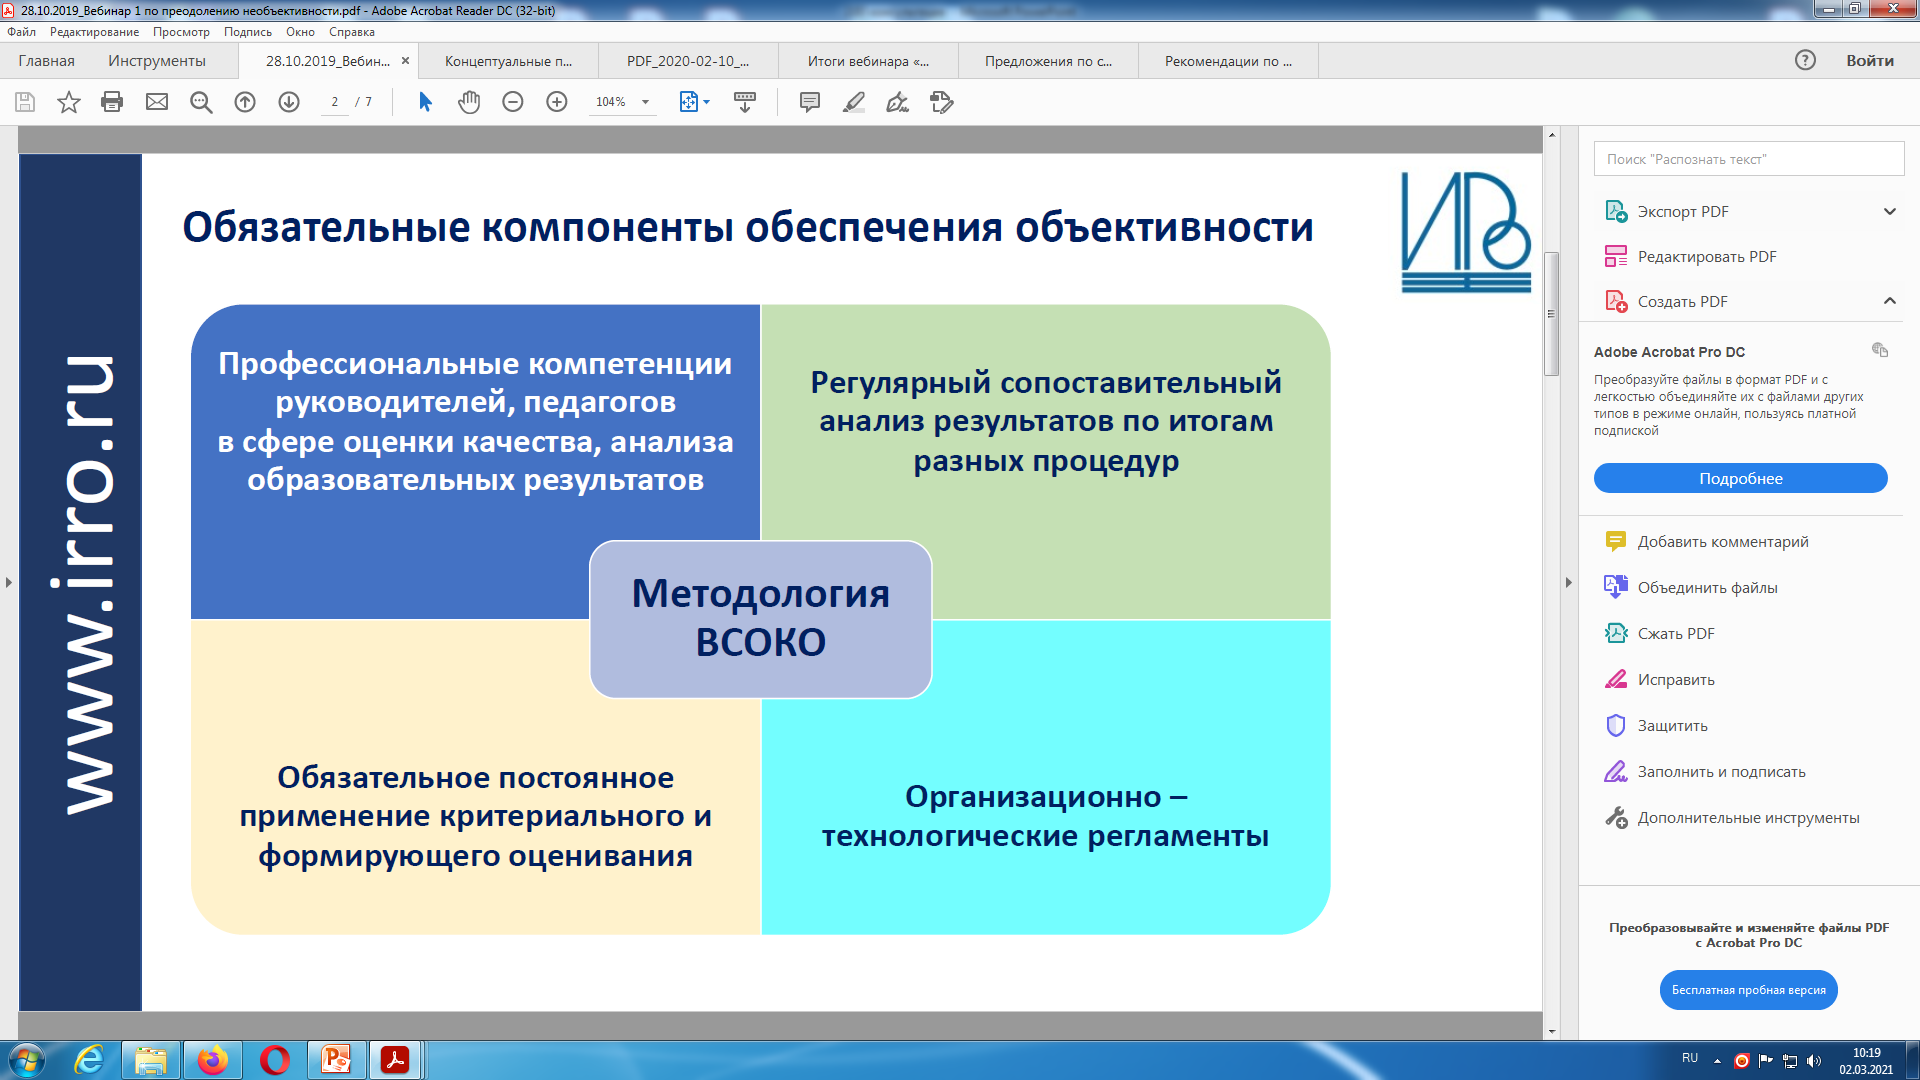 28.10.2019_Вебинар 1 по преодолению необъективности.pdf - Adobe Acrobat Reader DC (32-bit)
Файл Редактирование Просмотр Подпись Окно Справка
Главная Инструменты 28.10.2019_Вебин... × Концептуальные п... PDF_2020-02-10_... Итоги вебинара «... Предложения по с... Рекомендации по ... Войти
2 / 7 104%
www.irro.ru
Обязательные компоненты обеспечения объективности
ИРО
Профессиональные компетенции
руководителей, педагогов
в сфере оценки качества, анализа
образовательных результатов
Регулярный сопоставительный
анализ результатов по итогам
разных процедур
Методология
ВСОКО
Обязательное постоянное
применение критериального и
формирующего оценивания
Организационно –
технологические регламенты
Поиск "Распознать текст"
Экспорт PDF
Редактировать PDF
Создать PDF
Adobe Acrobat Pro DC
Преобразуйте файлы в формат PDF и с
легкостью объединяйте их с файлами других
типов в режиме онлайн, пользуясь платной
подпиской
Подробнее
Добавить комментарий
Объединить файлы
Сжать PDF
Исправить
Защитить
Заполнить и подписать
Дополнительные инструменты
Преобразовывайте и изменяйте файлы PDF
с Acrobat Pro DC
Бесплатная пробная версия
RU
10:19
02.03.2021